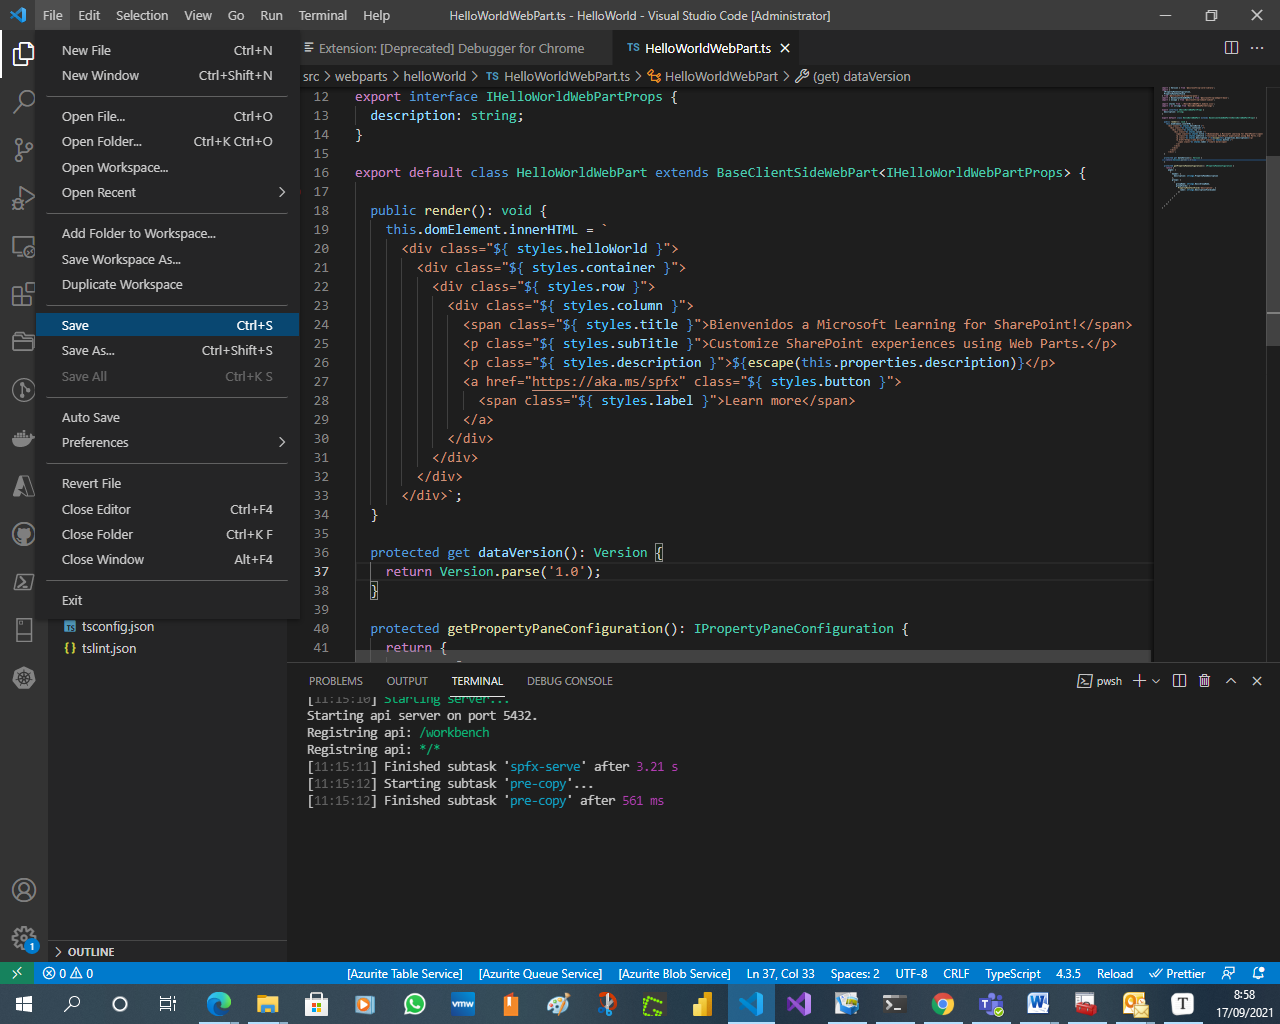 File Edit Selection View Go Run Terminal Help HelloWorldWebPart.ts - HelloWorld - Visual Studio Code [Administrator]
New File Ctrl+N
New Window Ctrl+Shift+N
Open File... Ctrl+O
Open Folder... Ctrl+K Ctrl+O
Open Workspace...
Open Recent
Add Folder to Workspace...
Save Workspace As...
Duplicate Workspace
Save Ctrl+S
Save As... Ctrl+Shift+S
Save All Ctrl+K S
Auto Save
Preferences
Revert File
Close Editor Ctrl+F4
Close Folder Ctrl+K F
Close Window Alt+F4
Exit
TS tsconfig.json
{} tslint.json
OUTLINE
Extension: [Deprecated] Debugger for Chrome TS HelloWorldWebPart.ts
src > webparts > helloWorld > TS HelloWorldWebPart.ts > HelloWorldWebPart > (get) dataVersion
12 export interface IHelloWorldWebPartProps {
13 description: string;
14 }
15
16 export default class HelloWorldWebPart extends BaseClientSideWebPart<IHelloWorldWebPartProps> {
17
18 public render(): void {
19 this.domElement.innerHTML = `
20 <div class="${ styles.helloWorld }">
21 <div class="${ styles.container }">
22 <div class="${ styles.row }">
23 <div class="${ styles.column }">
24 <span class="${ styles.title }">Bienvenidos a Microsoft Learning for SharePoint!</span>
25 <p class="${ styles.subTitle }">Customize SharePoint experiences using Web Parts.</p>
26 <p class="${ styles.description }">${escape(this.properties.description)}</p>
27 <a href="https://aka.ms/spfx" class="${ styles.button }">
28 <span class="${ styles.label }">Learn more</span>
29 </a>
30 </div>
31 </div>
32 </div>
33 </div>`;
34 }
35
36 protected get dataVersion(): Version {
37 return Version.parse('1.0');
38 }
39
40 protected getPropertyPaneConfiguration(): IPropertyPaneConfiguration {
41 return {
PROBLEMS OUTPUT TERMINAL DEBUG CONSOLE pwsh
[11:15:10] Starting server...
Starting api server on port 5432.
Registring api: /workbench
Registring api: */*
[11:15:11] Finished subtask 'spfx-serve' after 3.21 s
[11:15:12] Starting subtask 'pre-copy'...
[11:15:12] Finished subtask 'pre-copy' after 561 ms
1
0 0 [Azurite Table Service] [Azurite Queue Service] [Azurite Blob Service] Ln 37, Col 33 Spaces: 2 UTF-8 CRLF TypeScript 4.3.5 Reload Prettier
vmw T 8:58
17/09/2021